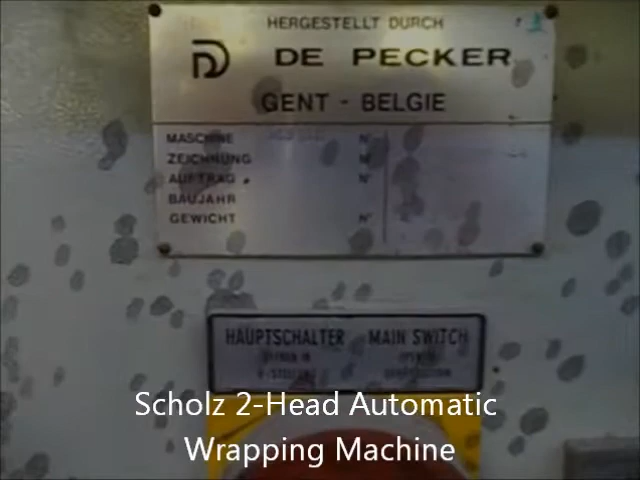 HERGESTELLT DURCH
DE PECKER
GENT - BELGIE
MASCHINE N°
ZEICHNUNG N°
AUFTRAG N°
BAUJAHR
GEWICHT N°
HAUPTSCHALTER MAIN SWITCH
Scholz 2-Head Automatic
Wrapping Machine